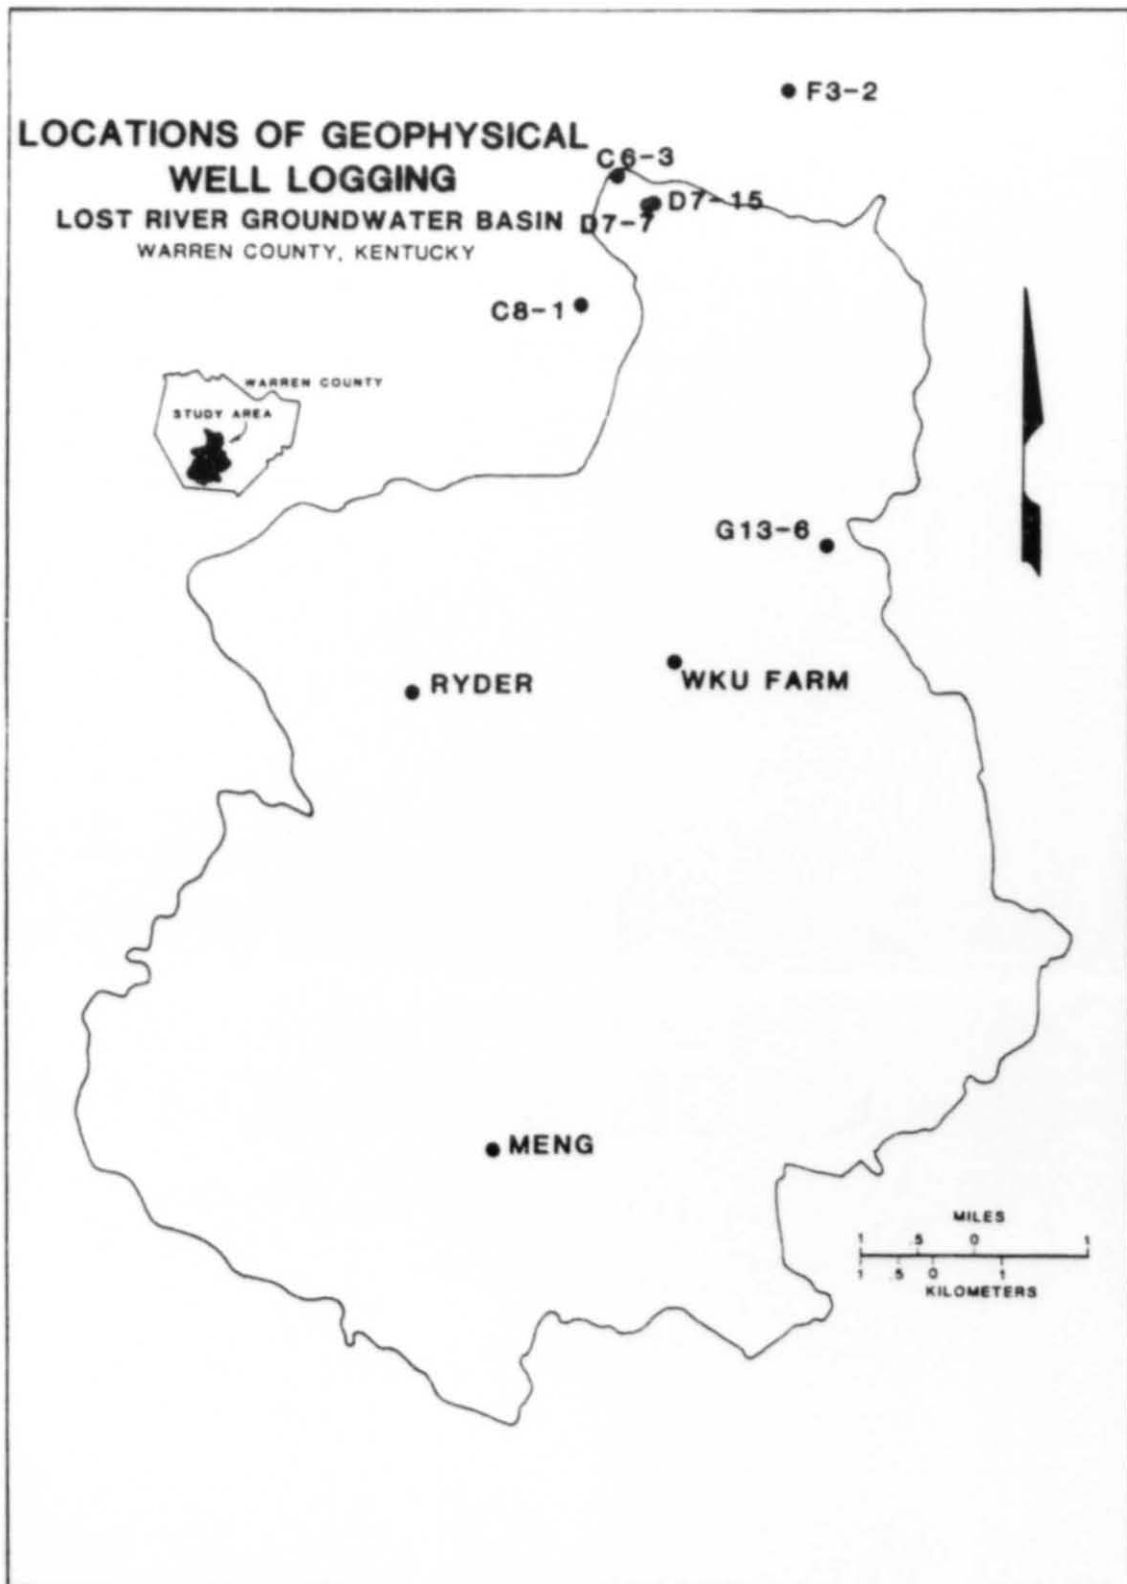 LOCATIONS OF GEOPHYSICAL
WELL LOGGING
LOST RIVER GROUNDWATER BASIN
WARREN COUNTY, KENTUCKY
F3-2
C6-3
D7-15
D7-7
C8-1
WARREN COUNTY
STUDY AREA
G13-6
RYDER
WKU FARM
MENG
MILES
1 .5 0 1
1 .5 0 1
KILOMETERS